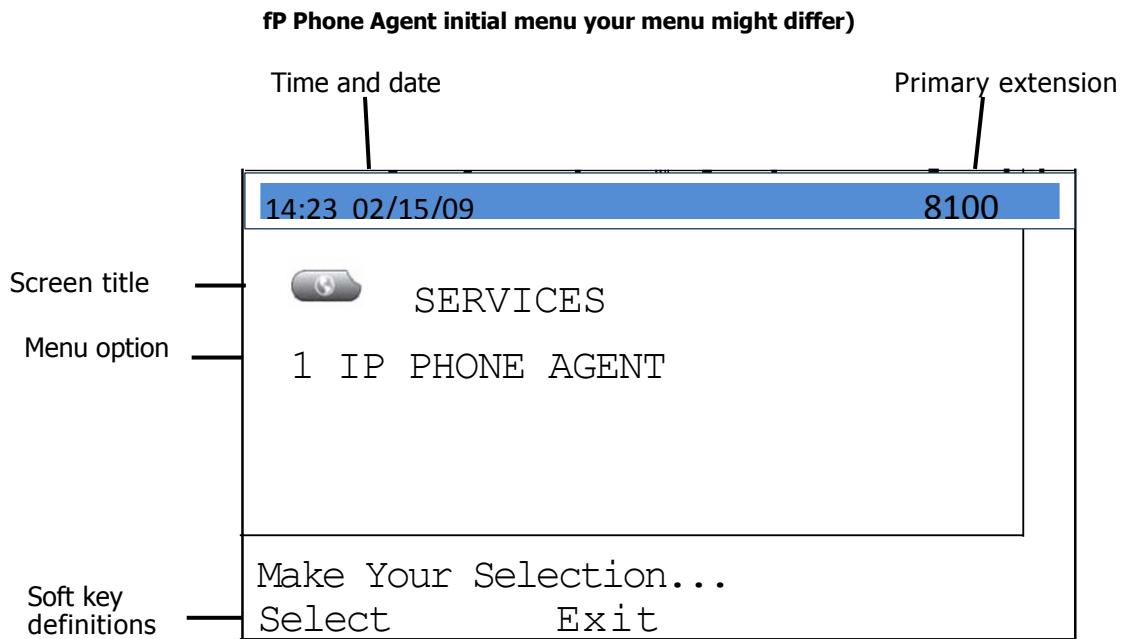 fP Phone Agent initial menu your menu might differ)
Time and date
Primary extension
14:23 02/15/09
8100
Screen title
SERVICES
Menu option
1 IP PHONE AGENT
Make Your Selection...
Soft key
definitions
Select Exit